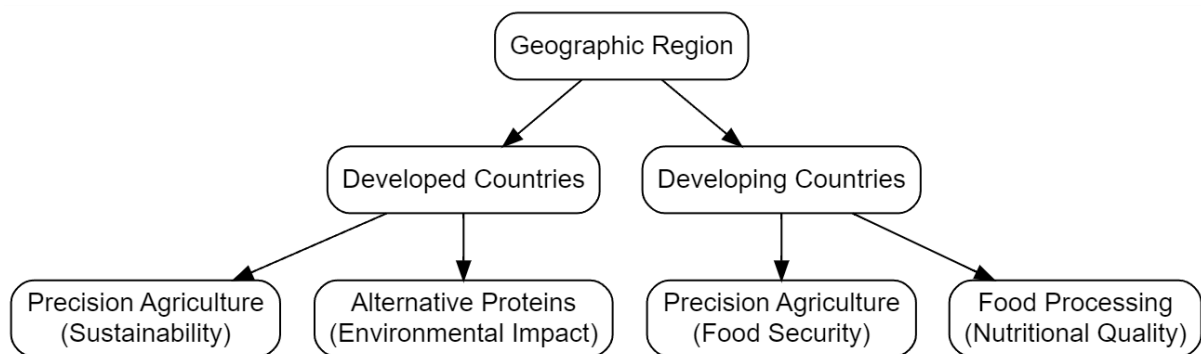 Geographic Region
Developed Countries
Developing Countries
Precision Agriculture
(Sustainability)
Alternative Proteins
(Environmental Impact)
Precision Agriculture
(Food Security)
Food Processing
(Nutritional Quality)